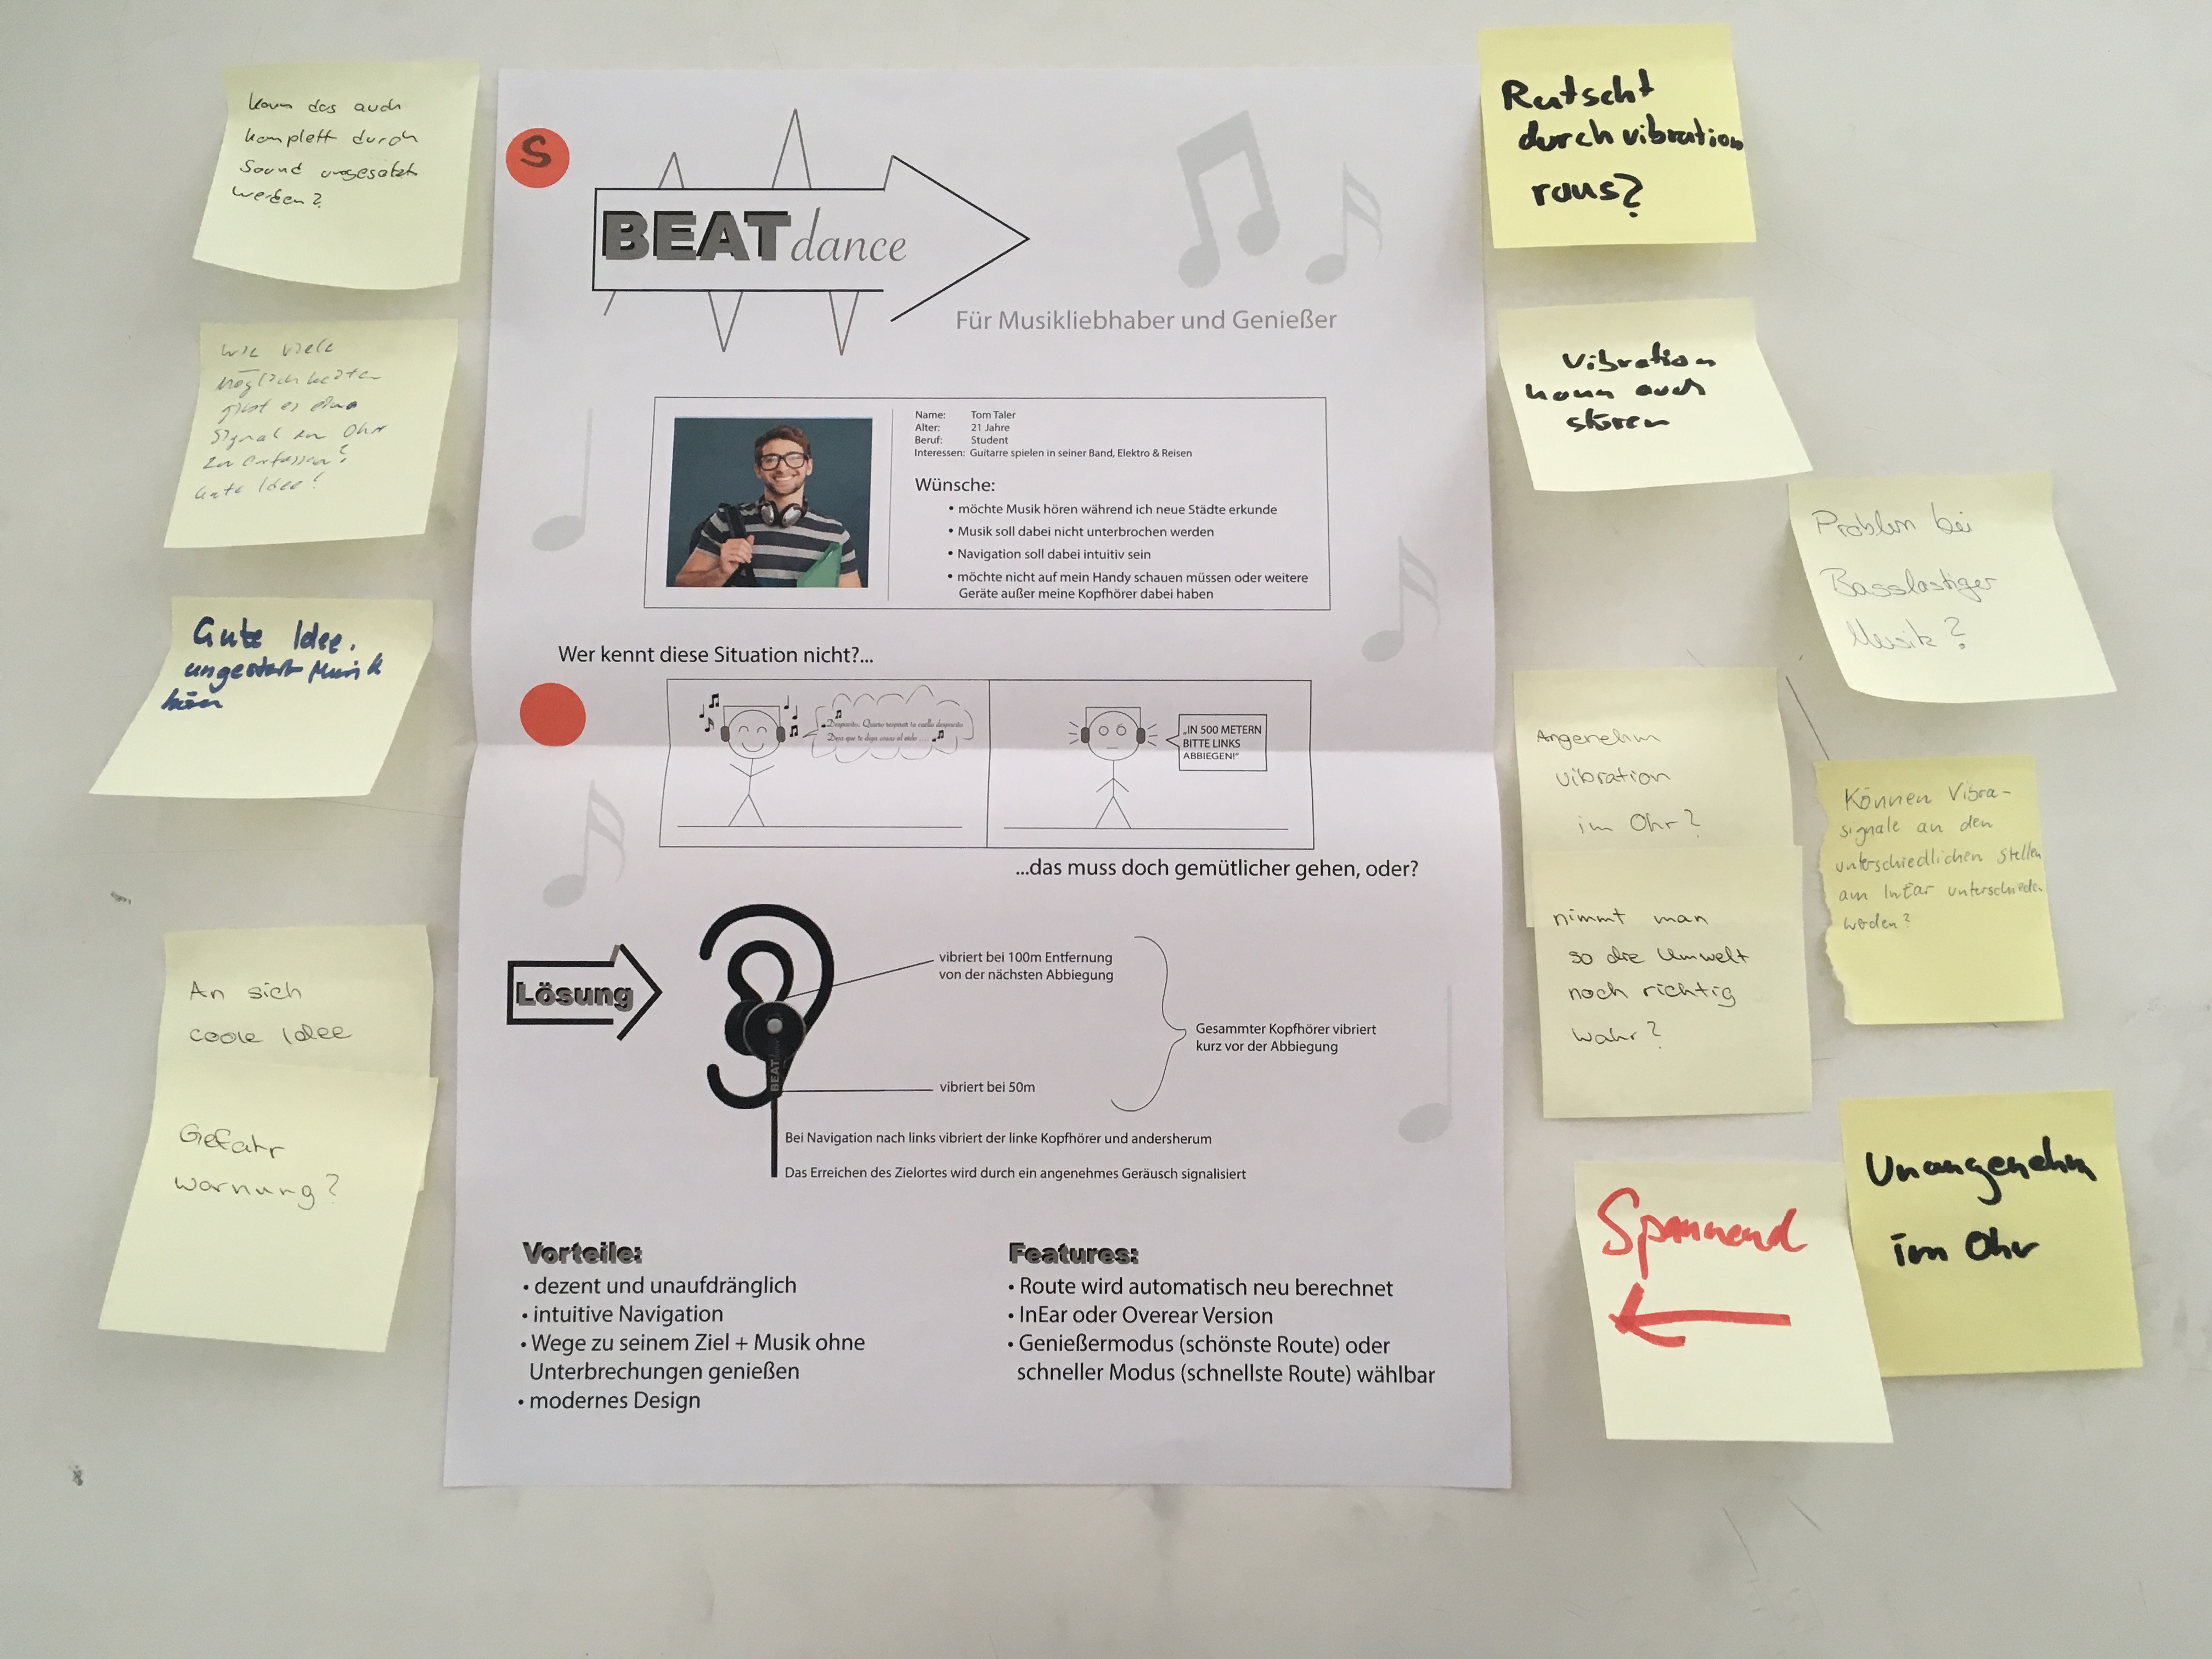 Kann das auch
komplett durch
Sound umgesetzt
werden?
Wie viele
Möglichkeiten
gibt es ein
Signal im Ohr
zu erfassen?
Gute Idee!
Gute Idee.
ungestört Musik
hören
An sich
coole Idee
Gefahr
warnung?
S
BEATdance
Für Musikliebhaber und Genießer
Name: Tom Taler
Alter: 21 Jahre
Beruf: Student
Interessen: Guitarre spielen in seiner Band, Elektro & Reisen
Wünsche:
• möchte Musik hören während ich neue Städte erkunde
• Musik soll dabei nicht unterbrochen werden
• Navigation soll dabei intuitiv sein
• möchte nicht auf mein Handy schauen müssen oder weitere
Geräte außer meine Kopfhörer dabei haben
Wer kennt diese Situation nicht?...
Despacito, Quiero respirar tu cuello despacito
Deja que te diga cosas al oído ...
„IN 500 METERN
BITTE LINKS
ABBIEGEN!"
...das muss doch gemütlicher gehen, oder?
Lösung
BEAT
vibriert bei 100m Entfernung
von der nächsten Abbiegung
Gesammter Kopfhörer vibriert
kurz vor der Abbiegung
vibriert bei 50m
Bei Navigation nach links vibriert der linke Kopfhörer und andersherum
Das Erreichen des Zielortes wird durch ein angenehmes Geräusch signalisiert
Vorteile:
• dezent und unaufdränglich
• intuitive Navigation
• Wege zu seinem Ziel + Musik ohne
Unterbrechungen genießen
• modernes Design
Features:
• Route wird automatisch neu berechnet
• InEar oder Overear Version
• Genießermodus (schönste Route) oder
schneller Modus (schnellste Route) wählbar
Rutscht
durch vibration
raus?
Vibration
kann auch
stören
Problem bei
Basslastiger
Musik?
Angenehm
vibration
im Ohr?
Können Vibra-
signale an den
unterschiedlichen Stellen
am InEar unterschieden
werden?
nimmt man
so die Umwelt
noch richtig
wahr?
Spannend
Unangenehm
im Ohr